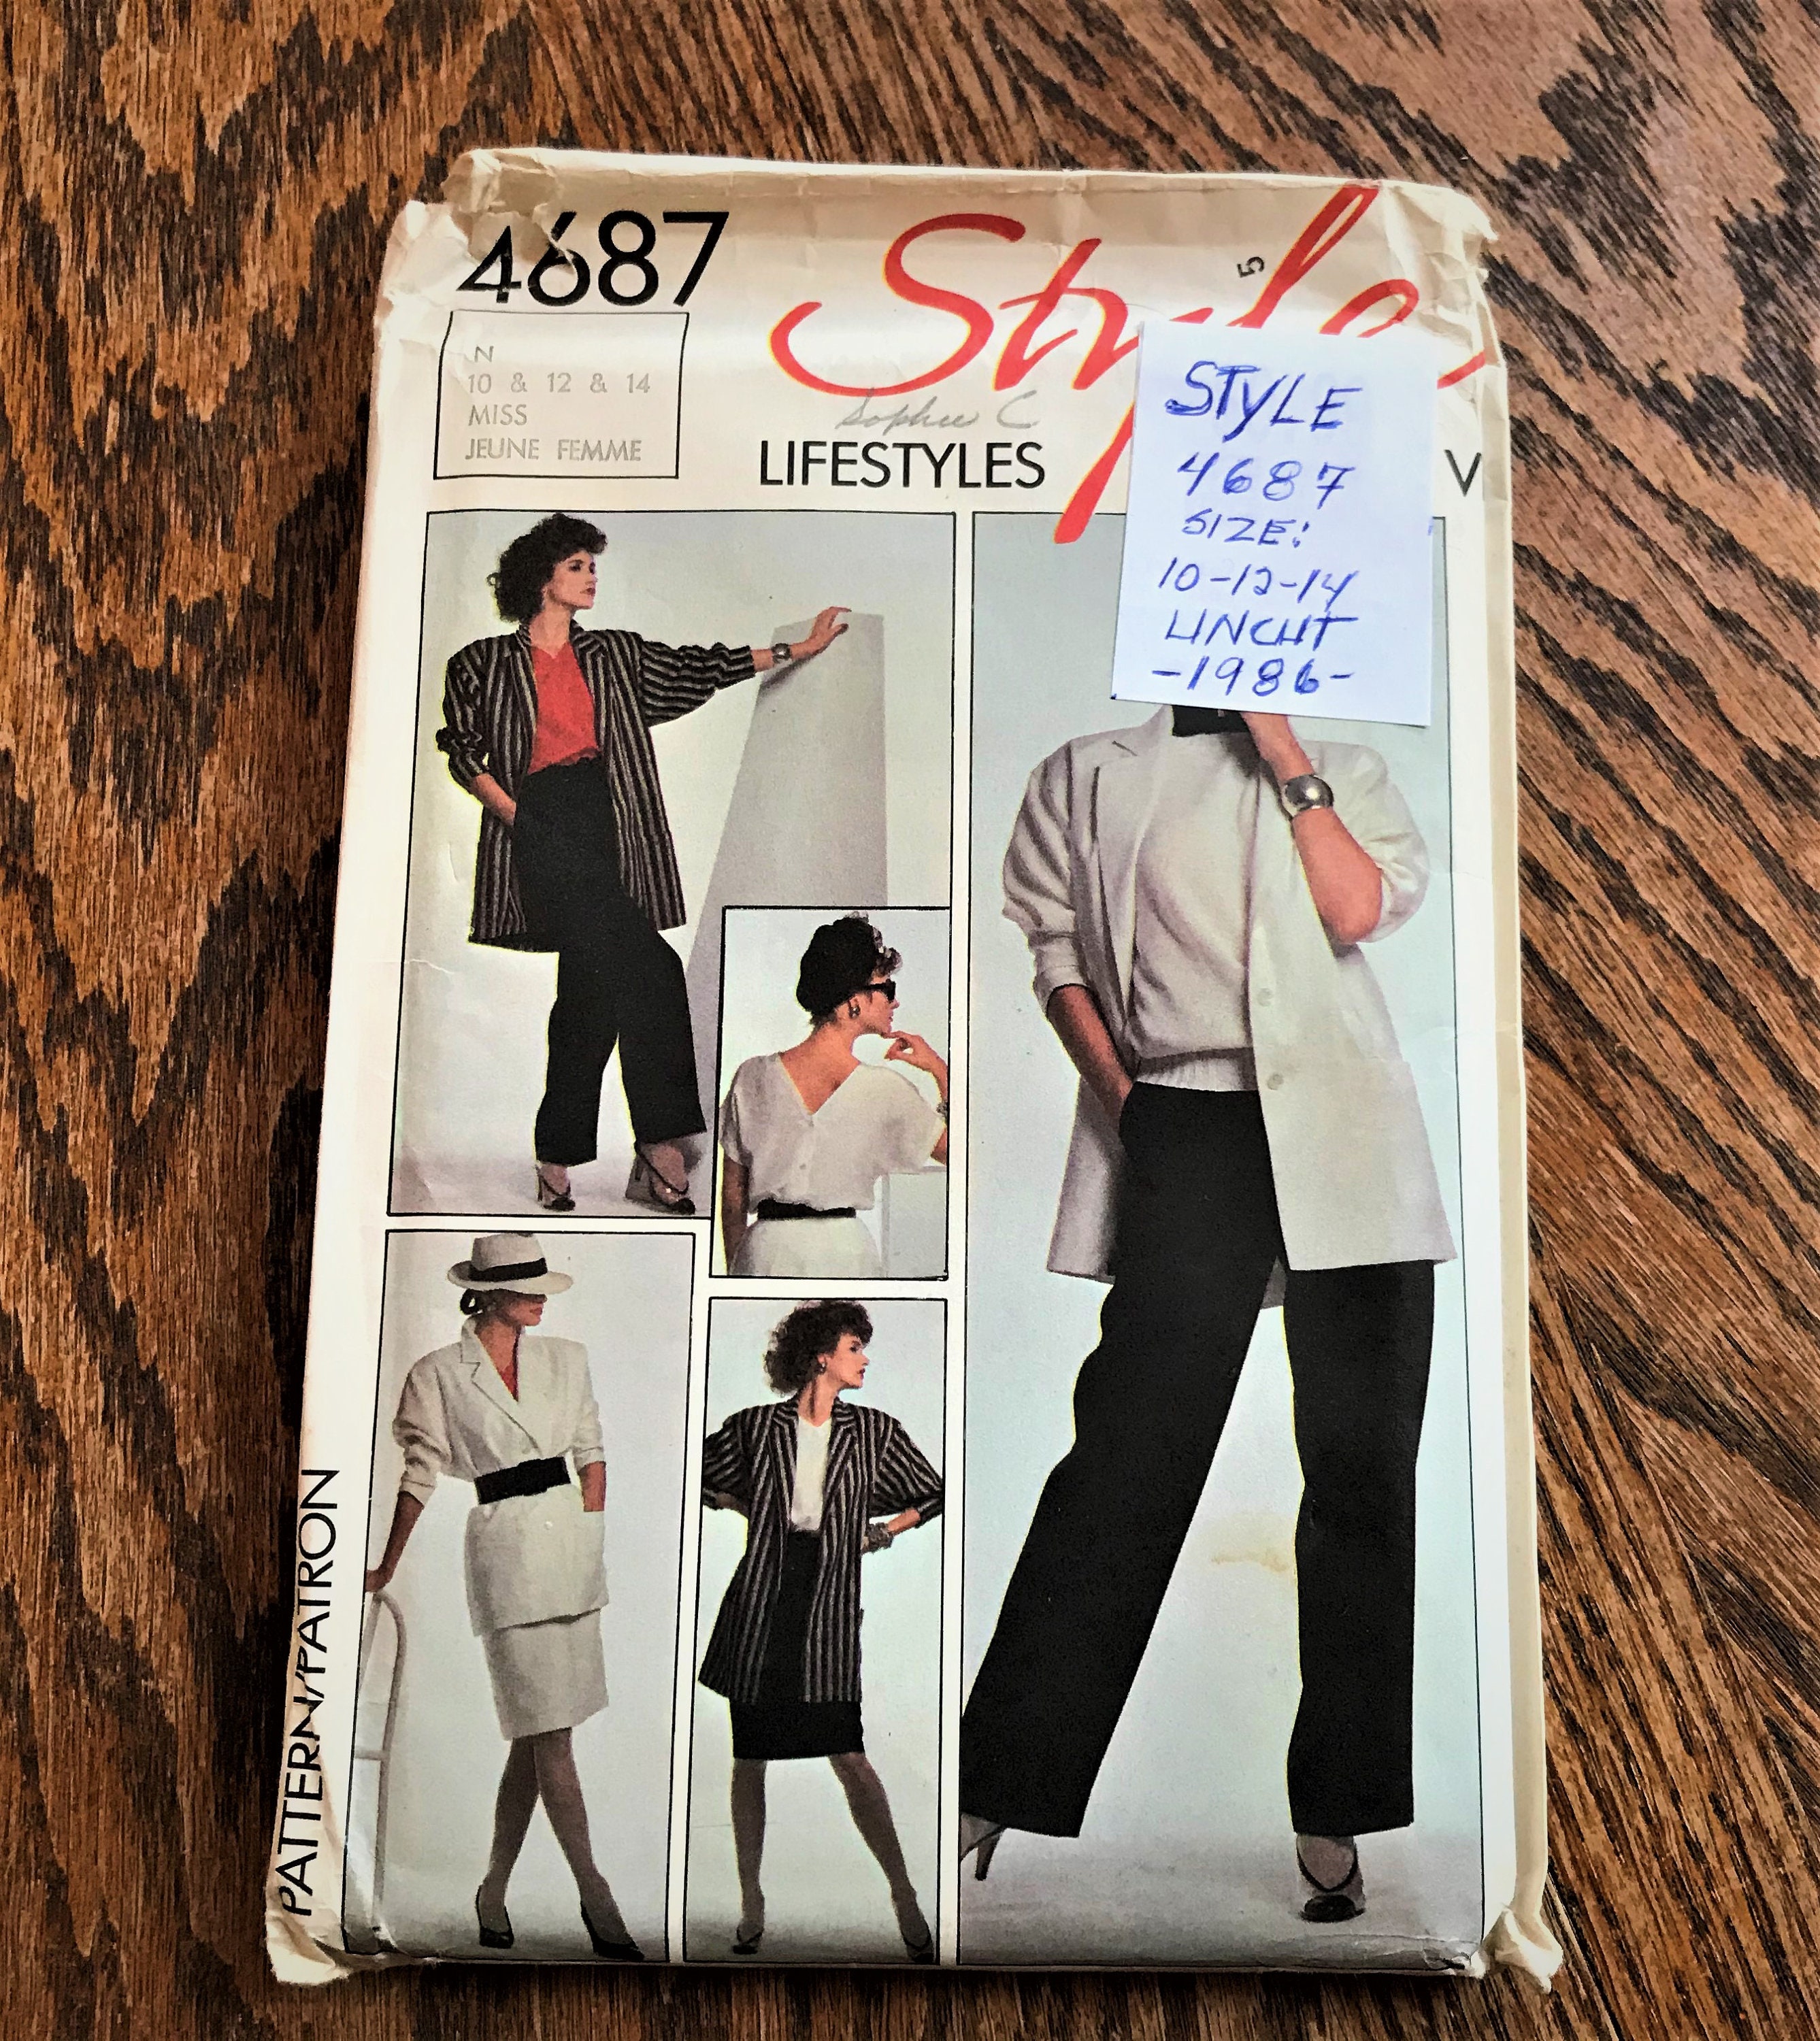 4687
Style
5
N
10 & 12 & 14
MISS
JEUNE FEMME
Sophie C
LIFESTYLES
V
STYLE
4687
SIZE:
10-12-14
UNCUT
-1986-
PATTERN/PATRON